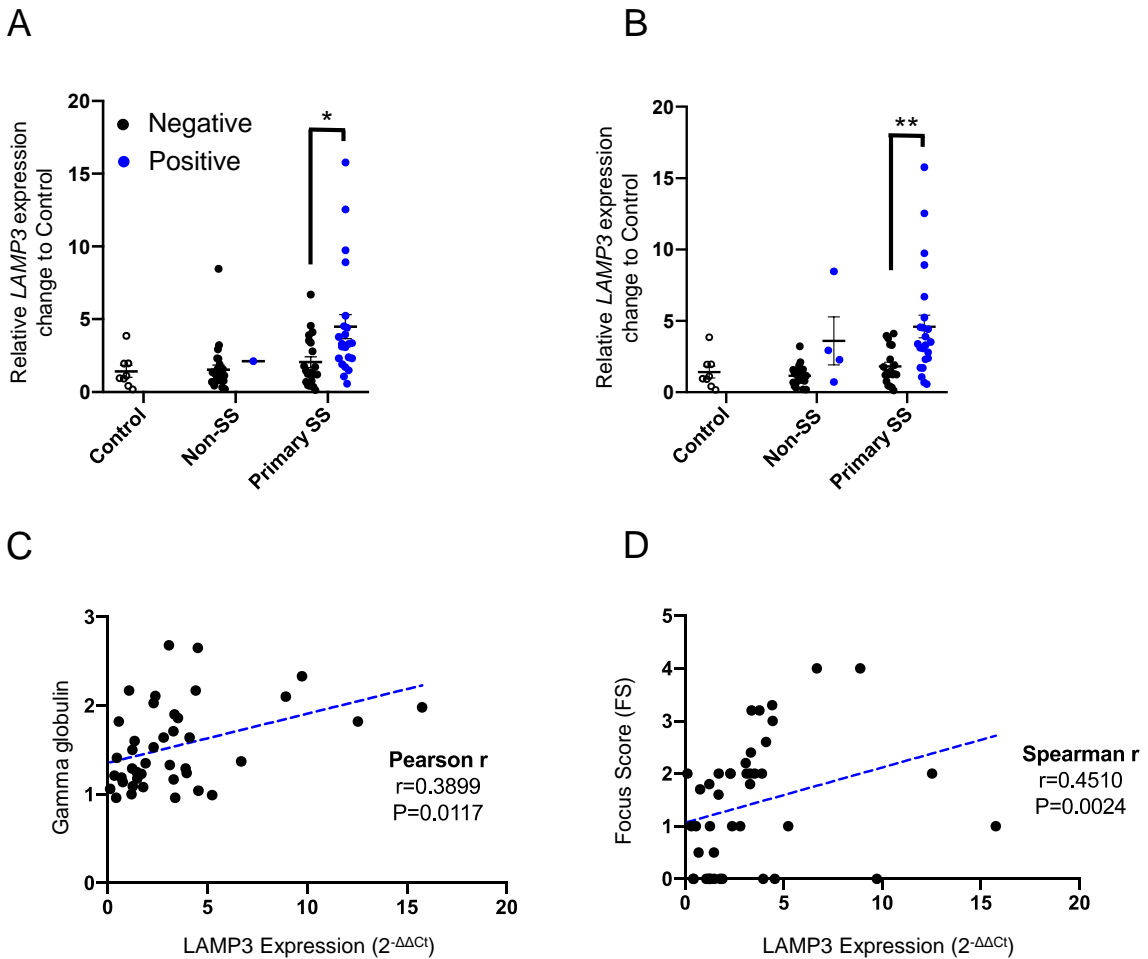 A
B
Relative LAMP3 expression
change to Control
20
15
10
5
0
Negative
Positive
*
Control
Non-SS
Primary SS
Relative LAMP3 expression
change to Control
20
15
10
5
0
**
Control
Non-SS
Primary SS
C
D
Gamma globulin
3
2
1
0
0
5
10
15
20
Pearson r
r=0.3899
P=0.0117
LAMP3 Expression (2-ΔΔCt)
Focus Score (FS)
5
4
3
2
1
0
0
5
10
15
20
Spearman r
r=0.4510
P=0.0024
LAMP3 Expression (2-ΔΔCt)